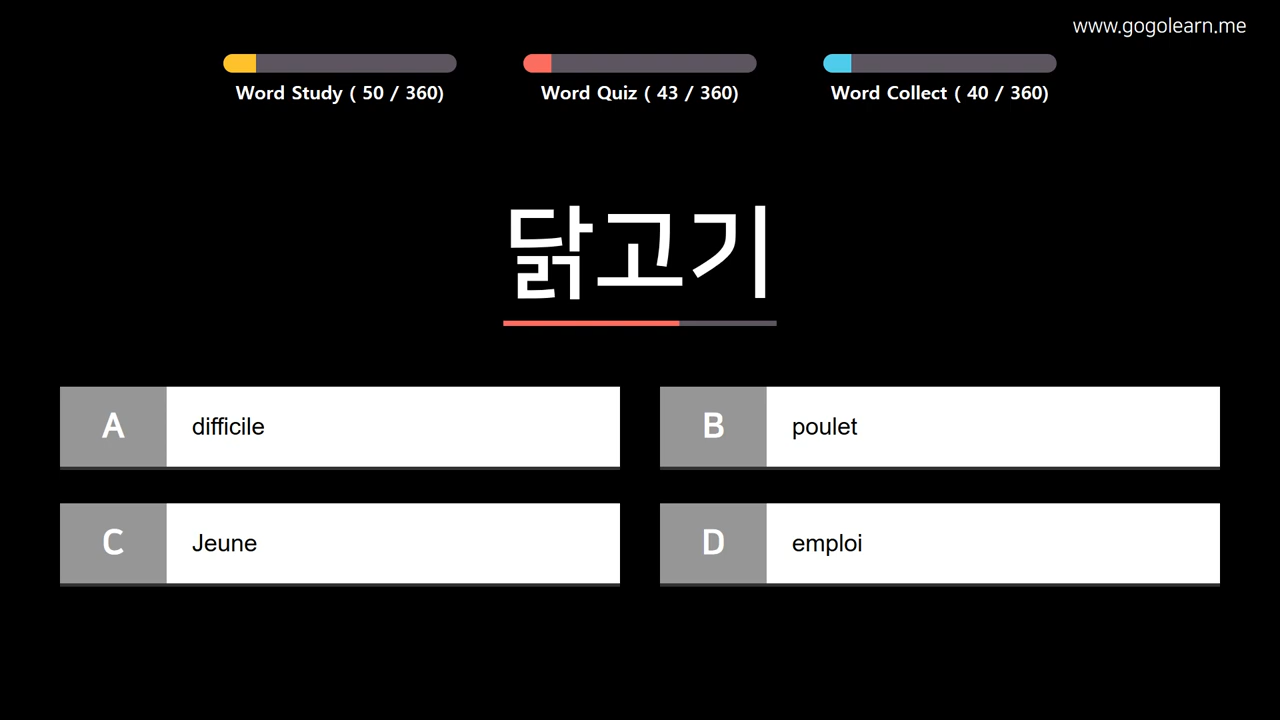 www.gogolearn.me
Word Study ( 50 / 360)
Word Quiz ( 43 / 360)
Word Collect ( 40 / 360)
닭고기
A difficile
B poulet
C Jeune
D emploi